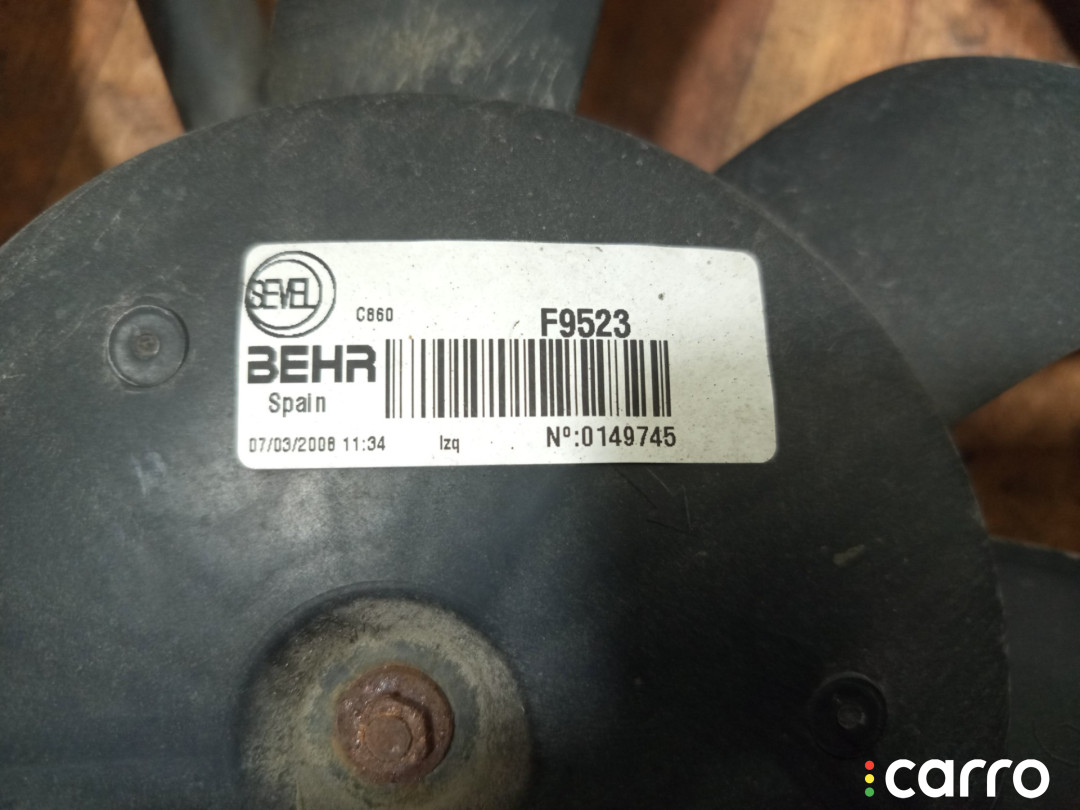 SEVEL
C860
F9523
BEHR
Spain
07/03/2008 11:34
Izq
Nº:0149745
carro